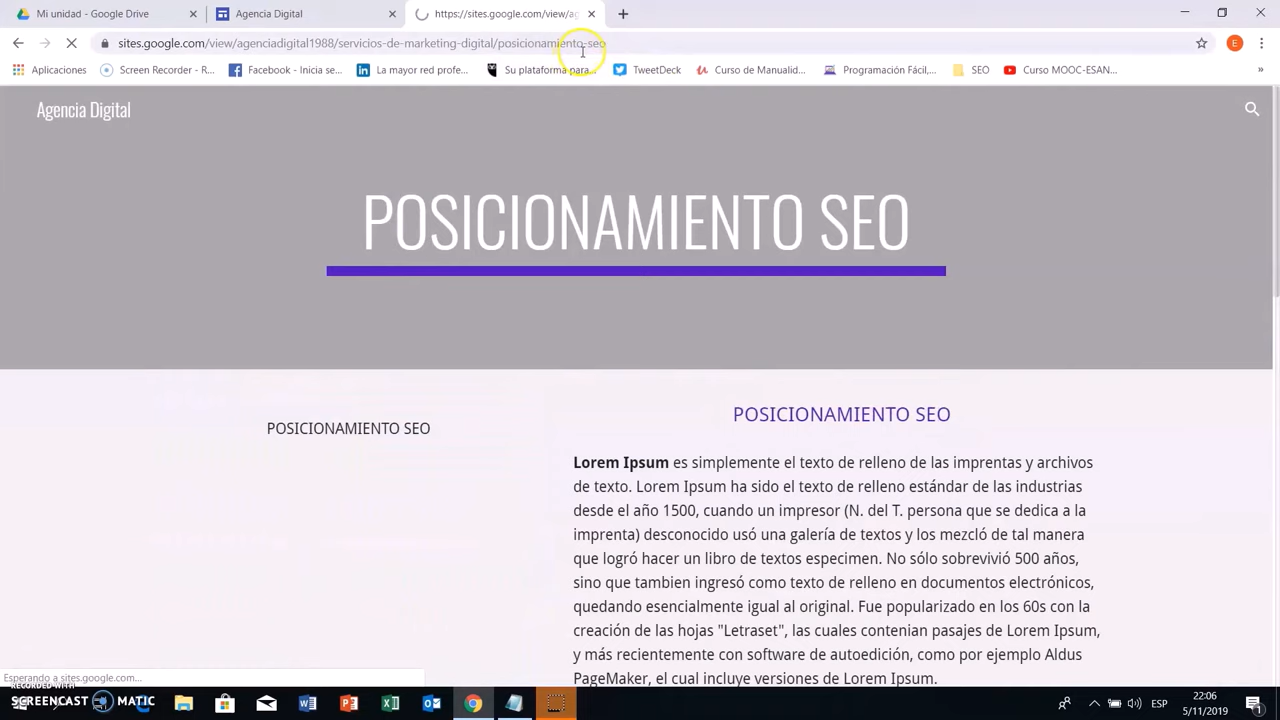 Mi unidad - Google Drive
Agencia Digital
https://sites.google.com/view/ag
sites.google.com/view/agenciadigital1988/servicios-de-marketing-digital/posicionamiento-seo
E
Aplicaciones
Screen Recorder - R...
Facebook - Inicia se...
La mayor red profe...
Su plataforma para...
TweetDeck
Curso de Manualid...
Programación Fácil,...
SEO
Curso MOOC-ESAN...
»
Agencia Digital
POSICIONAMIENTO SEO
POSICIONAMIENTO SEO
POSICIONAMIENTO SEO
Lorem Ipsum es simplemente el texto de relleno de las imprentas y archivos
de texto. Lorem Ipsum ha sido el texto de relleno estándar de las industrias
desde el año 1500, cuando un impresor (N. del T. persona que se dedica a la
imprenta) desconocido usó una galería de textos y los mezcló de tal manera
que logró hacer un libro de textos especimen. No sólo sobrevivió 500 años,
sino que tambien ingresó como texto de relleno en documentos electrónicos,
quedando esencialmente igual al original. Fue popularizado en los 60s con la
creación de las hojas "Letraset", las cuales contenian pasajes de Lorem Ipsum,
y más recientemente con software de autoedición, como por ejemplo Aldus
PageMaker, el cual incluye versiones de Lorem Ipsum.
Esperando a sites.google.com...
RECORDED WITH
SCREENCAST MATIC
ESP
22:06
5/11/2019
1